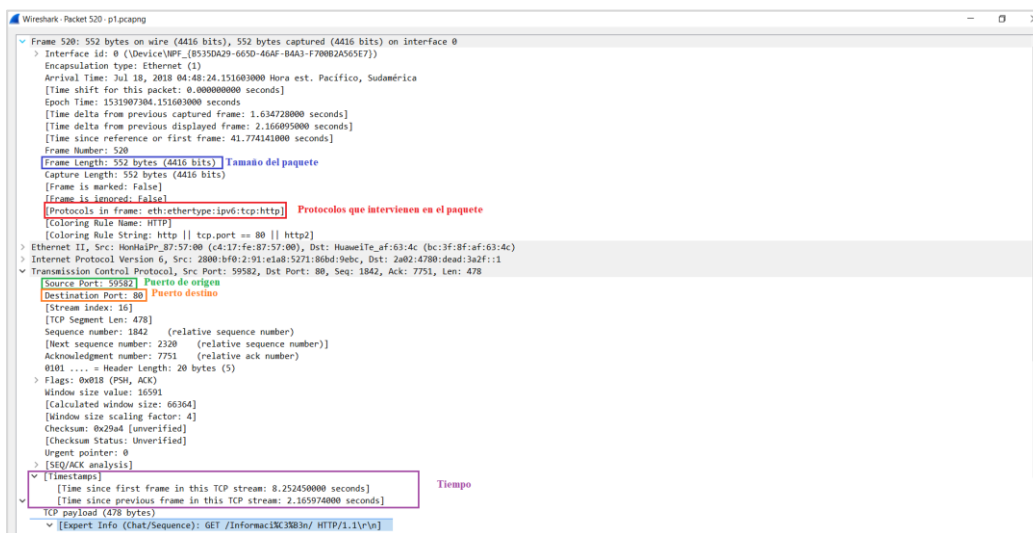 Wireshark · Packet 520 · p1.pcapng
Frame 520: 552 bytes on wire (4416 bits), 552 bytes captured (4416 bits) on interface 0
Interface id: 0 (\Device\NPF_{B535DA29-665D-46AF-B4A3-F700B2A565E7})
Encapsulation type: Ethernet (1)
Arrival Time: Jul 18, 2018 04:48:24.151603000 Hora est. Pacífico, Sudamérica
[Time shift for this packet: 0.000000000 seconds]
Epoch Time: 1531907304.151603000 seconds
[Time delta from previous captured frame: 1.634728000 seconds]
[Time delta from previous displayed frame: 2.166095000 seconds]
[Time since reference or first frame: 41.774141000 seconds]
Frame Number: 520
Frame Length: 552 bytes (4416 bits) Tamaño del paquete
Capture Length: 552 bytes (4416 bits)
[Frame is marked: False]
[Frame is ignored: False]
[Protocols in frame: eth:ethertype:ipv6:tcp:http] Protocolos que intervienen en el paquete
[Coloring Rule Name: HTTP]
[Coloring Rule String: http || tcp.port == 80 || http2]
Ethernet II, Src: HonHaiPr_87:57:00 (c4:17:fe:87:57:00), Dst: HuaweiTe_af:63:4c (bc:3f:8f:af:63:4c)
Internet Protocol Version 6, Src: 2800:bf0:2:91:e1a8:5271:86bd:9ebc, Dst: 2a02:4780:dead:3a2f::1
Transmission Control Protocol, Src Port: 59582, Dst Port: 80, Seq: 1842, Ack: 7751, Len: 478
Source Port: 59582 Puerto de origen
Destination Port: 80 Puerto destino
[Stream index: 16]
[TCP Segment Len: 478]
Sequence number: 1842 (relative sequence number)
[Next sequence number: 2320 (relative sequence number)]
Acknowledgment number: 7751 (relative ack number)
0101 .... = Header Length: 20 bytes (5)
Flags: 0x018 (PSH, ACK)
Window size value: 16591
[Calculated window size: 66364]
[Window size scaling factor: 4]
Checksum: 0x29a4 [unverified]
[Checksum Status: Unverified]
Urgent pointer: 0
[SEQ/ACK analysis]
[Timestamps]
[Time since first frame in this TCP stream: 8.252450000 seconds] Tiempo
[Time since previous frame in this TCP stream: 2.165974000 seconds]
TCP payload (478 bytes)
[Expert Info (Chat/Sequence): GET /Informaci%C3%B3n/ HTTP/1.1\r\n]